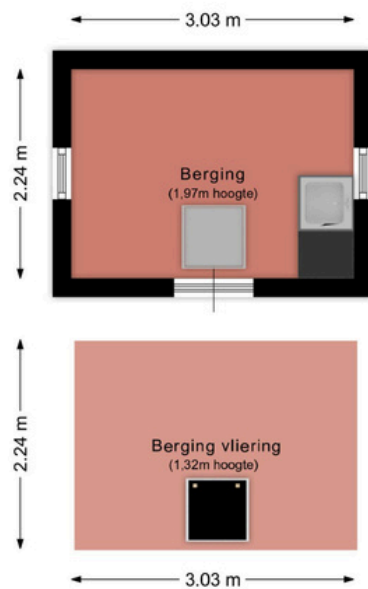 3.03 m
2.24 m
Berging
(1,97m hoogte)
2.24 m
Berging vliering
(1,32m hoogte)
3.03 m